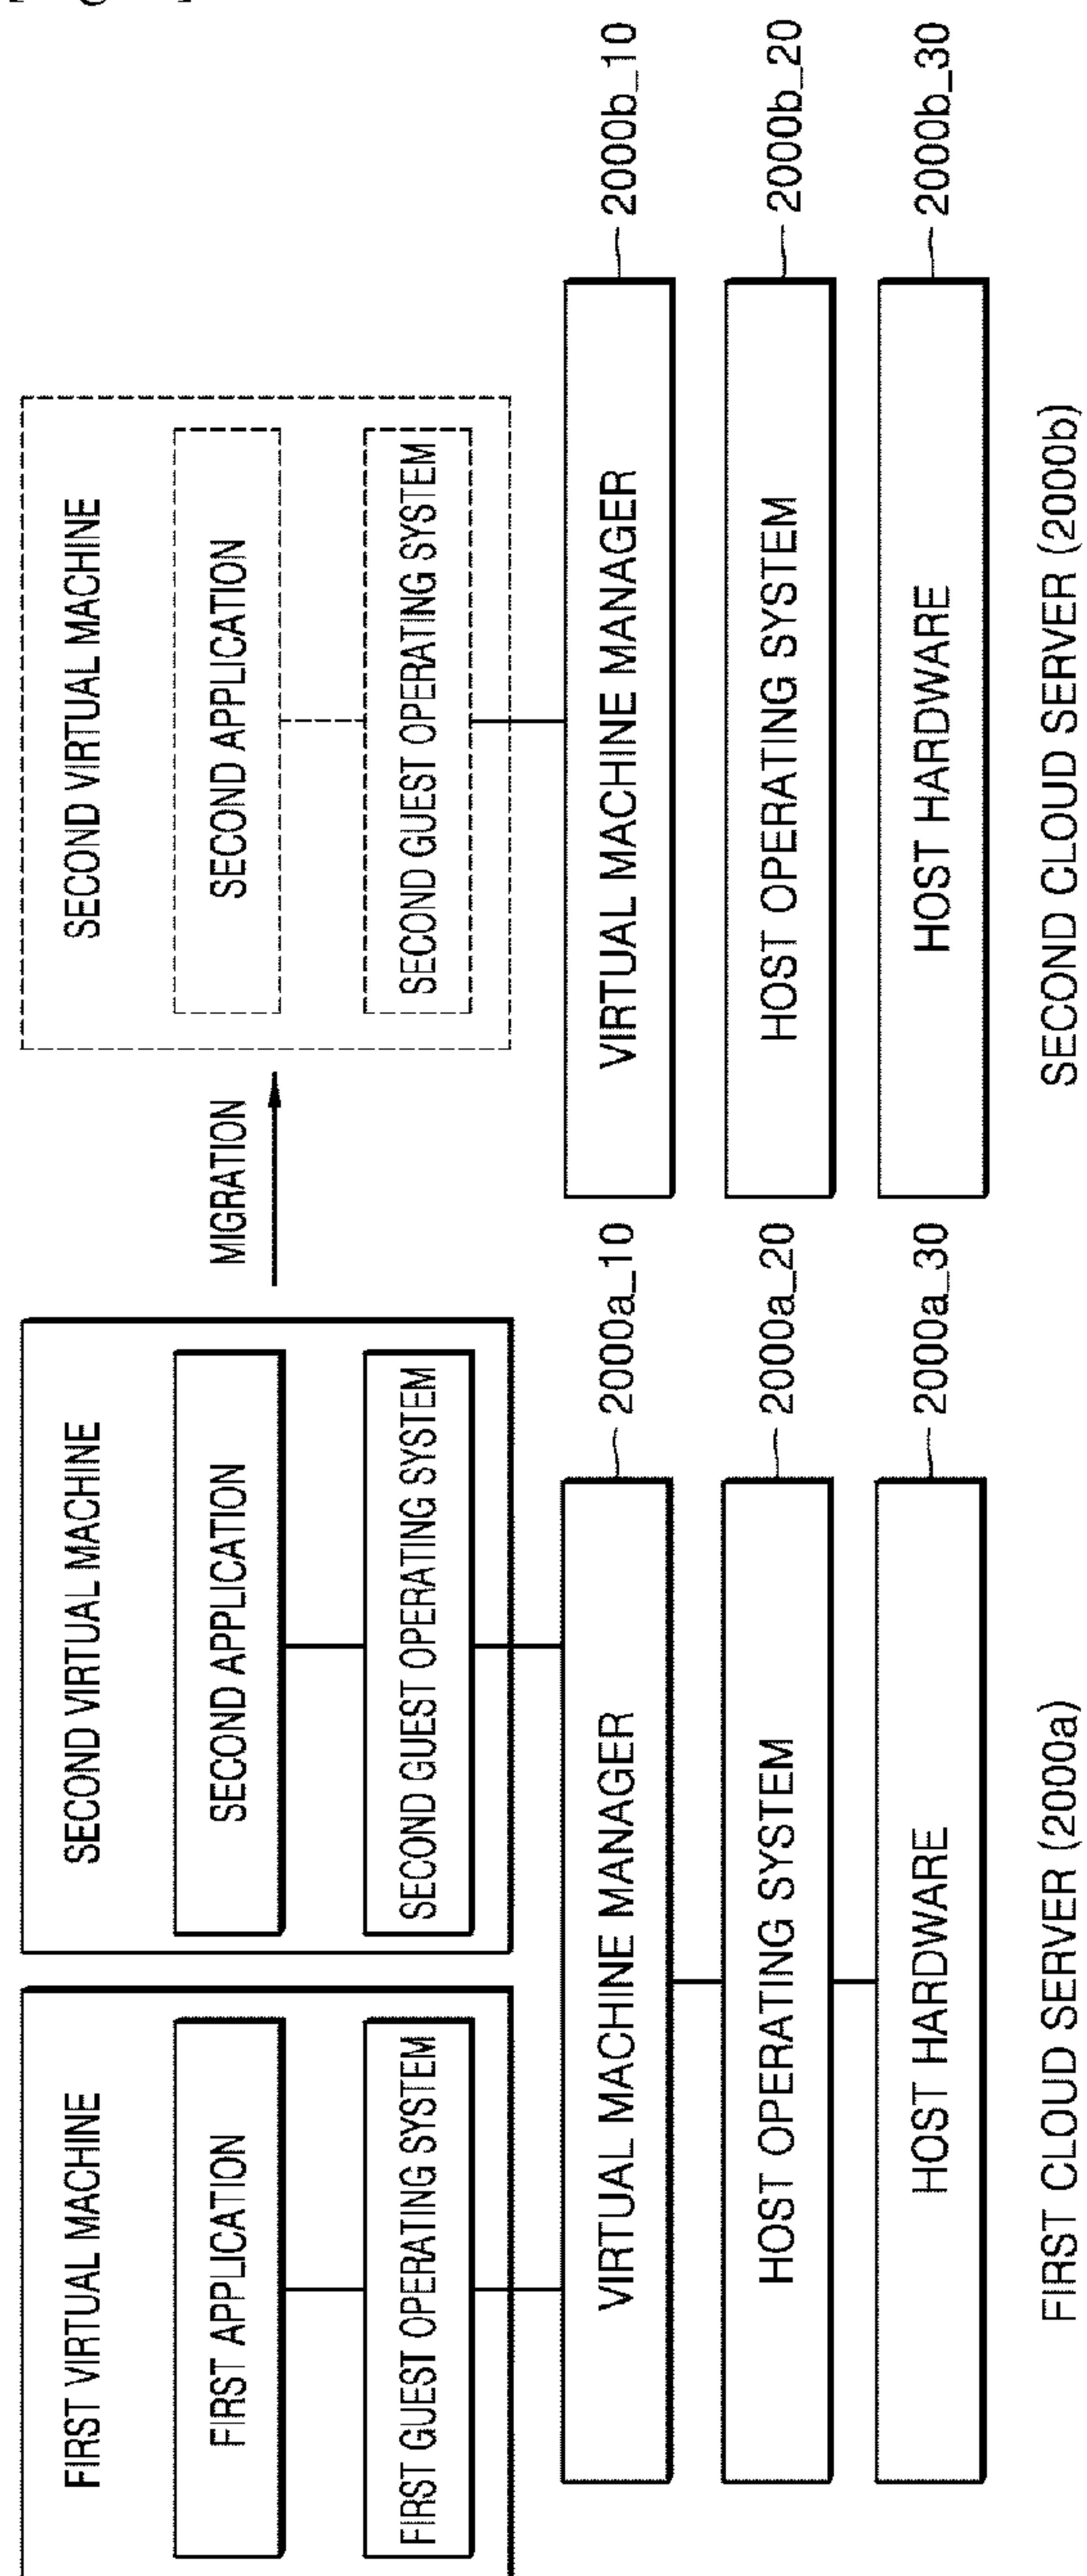 FIRST VIRTUAL MACHINE
FIRST APPLICATION
FIRST GUEST OPERATING SYSTEM
SECOND VIRTUAL MACHINE
SECOND APPLICATION
SECOND GUEST OPERATING SYSTEM
MIGRATION
SECOND VIRTUAL MACHINE
SECOND APPLICATION
SECOND GUEST OPERATING SYSTEM
VIRTUAL MACHINE MANAGER
2000a_10
VIRTUAL MACHINE MANAGER
2000b_10
HOST OPERATING SYSTEM
2000a_20
HOST OPERATING SYSTEM
2000b_20
HOST HARDWARE
2000a_30
HOST HARDWARE
2000b_30
FIRST CLOUD SERVER (2000a)
SECOND CLOUD SERVER (2000b)